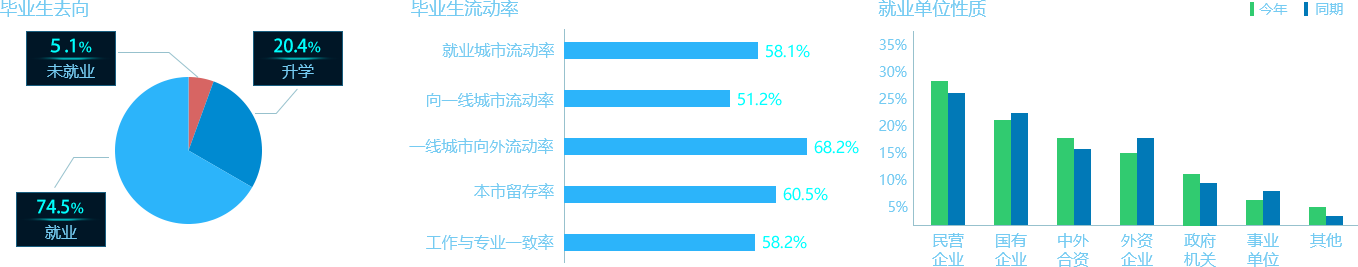 毕业生去向
5.1%
未就业
20.4%
升学
74.5%
就业
毕业生流动率
就业城市流动率
58.1%
向一线城市流动率
51.2%
一线城市向外流动率
68.2%
本市留存率
60.5%
工作与专业一致率
58.2%
就业单位性质
今年
同期
35%
30%
25%
20%
15%
10%
5%
民营
企业
国有
企业
中外
合资
外资
企业
政府
机关
事业
单位
其他